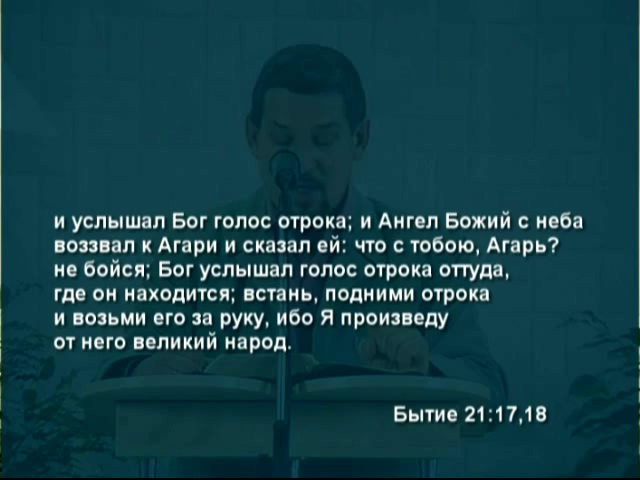 и услышал Бог голос отрока; и Ангел Божий с неба
воззвал к Агари и сказал ей: что с тобою, Агарь?
не бойся; Бог услышал голос отрока оттуда,
где он находится; встань, подними отрока
и возьми его за руку, ибо Я произведу
от него великий народ.
Бытие 21:17,18